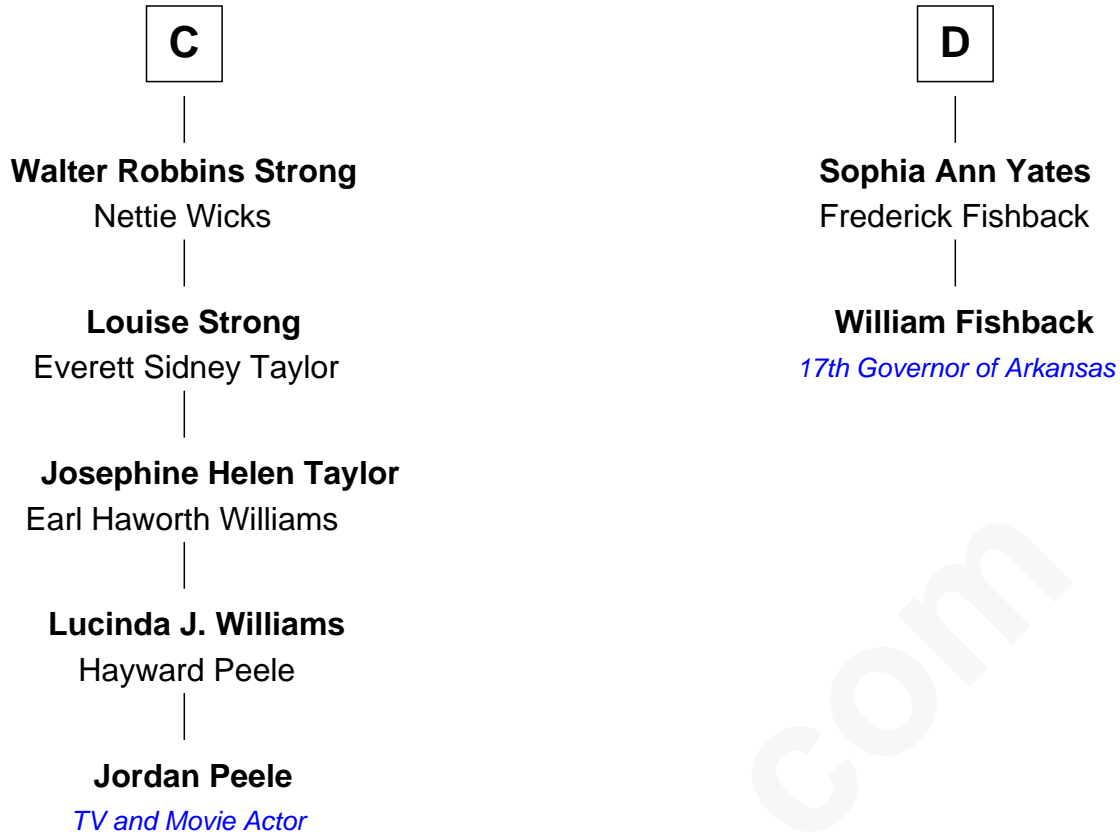 C
Walter Robbins Strong
Nettie Wicks
Louise Strong
Everett Sidney Taylor
Josephine Helen Taylor
Earl Haworth Williams
Lucinda J. Williams
Hayward Peele
Jordan Peele
TV and Movie Actor
D
Sophia Ann Yates
Frederick Fishback
William Fishback
17th Governor of Arkansas
com